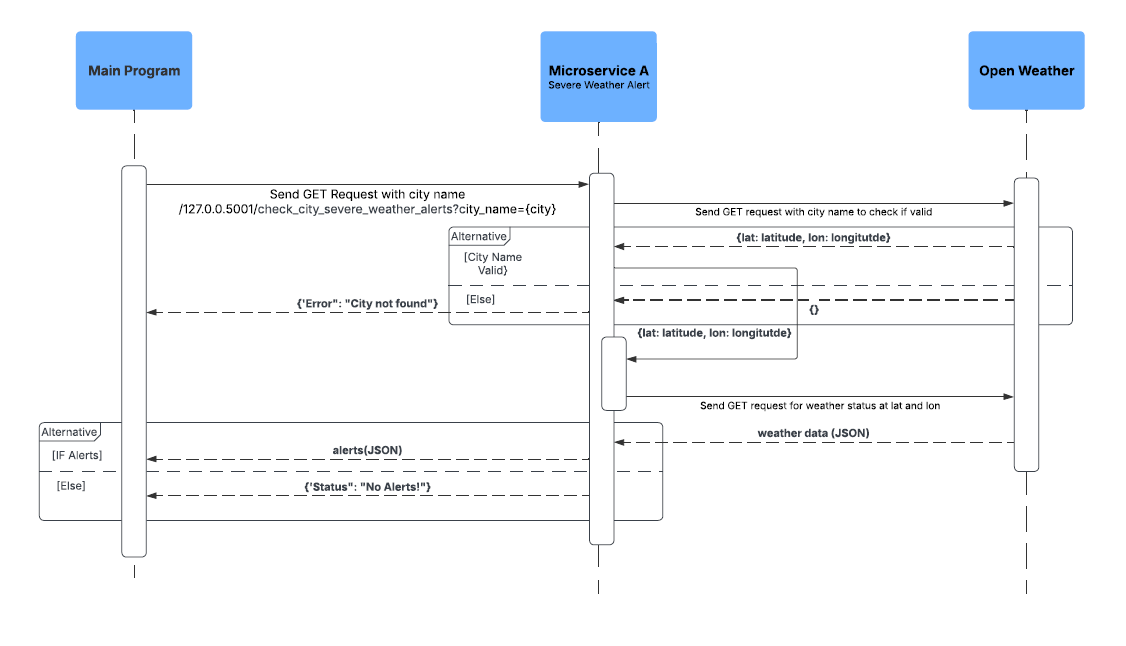 Main Program
Microservice A
Severe Weather Alert
Open Weather
Send GET Request with city name
/127.0.0.5001/check_city_severe_weather_alerts?city_name={city}
Send GET request with city name to check if valid
Alternative
{lat: latitude, lon: longitutde}
[City Name
Valid}
[Else]
{'Error": "City not found"}
{}
{lat: latitude, lon: longitutde}
Send GET request for weather status at lat and lon
Alternative
weather data (JSON)
[IF Alerts]
alerts(JSON)
[Else]
{'Status": "No Alerts!"}